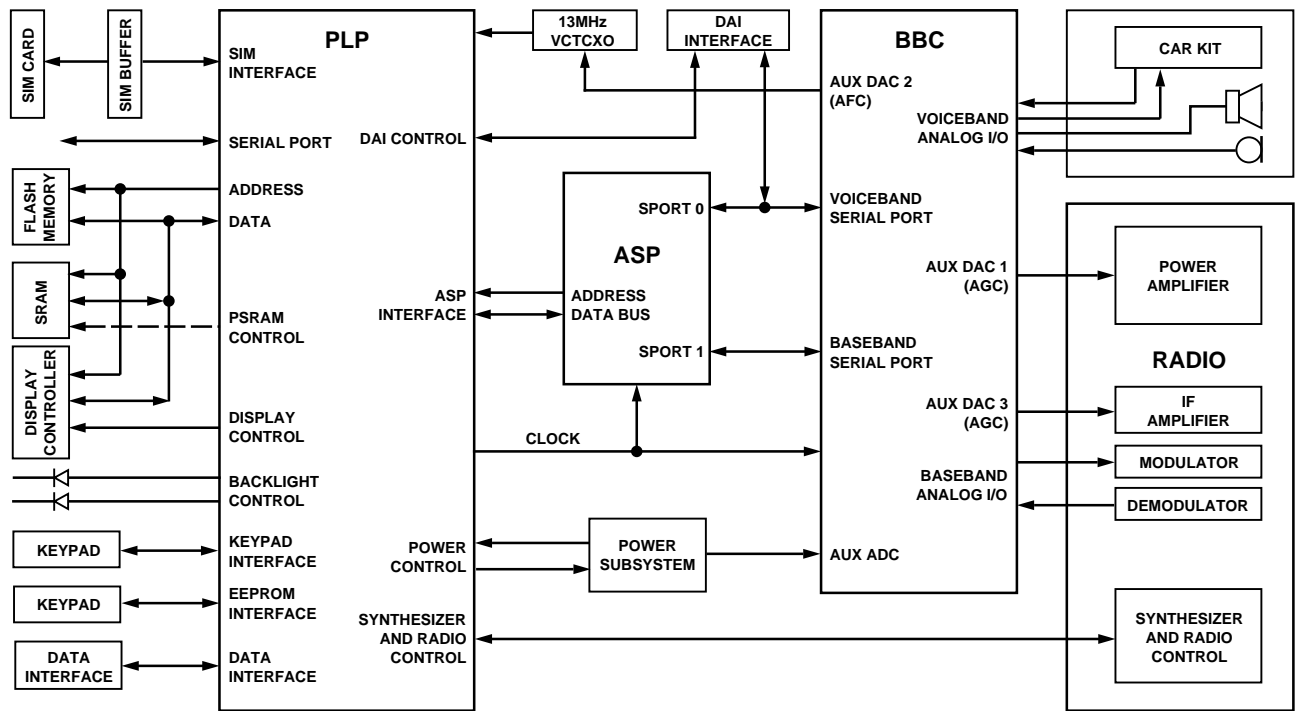 SIM CARD
SIM BUFFER
PLP
SIM
INTERFACE
SERIAL PORT
DAI CONTROL
FLASH
MEMORY
ADDRESS
DATA
SRAM
ASP
INTERFACE
PSRAM
CONTROL
DISPLAY
CONTROLLER
DISPLAY
CONTROL
BACKLIGHT
CONTROL
KEYPAD
KEYPAD
INTERFACE
KEYPAD
EEPROM
INTERFACE
DATA
INTERFACE
DATA
INTERFACE
POWER
CONTROL
SYNTHESIZER
AND RADIO
CONTROL
13MHz
VCTCXO
DAI
INTERFACE
SPORT 0
ASP
ADDRESS
DATA BUS
SPORT 1
CLOCK
POWER
SUBSYSTEM
BBC
AUX DAC 2
(AFC)
VOICEBAND
ANALOG I/O
VOICEBAND
SERIAL PORT
AUX DAC 1
(AGC)
BASEBAND
SERIAL PORT
AUX DAC 3
(AGC)
BASEBAND
ANALOG I/O
AUX ADC
CAR KIT
POWER
AMPLIFIER
RADIO
IF
AMPLIFIER
MODULATOR
DEMODULATOR
SYNTHESIZER
AND RADIO
CONTROL